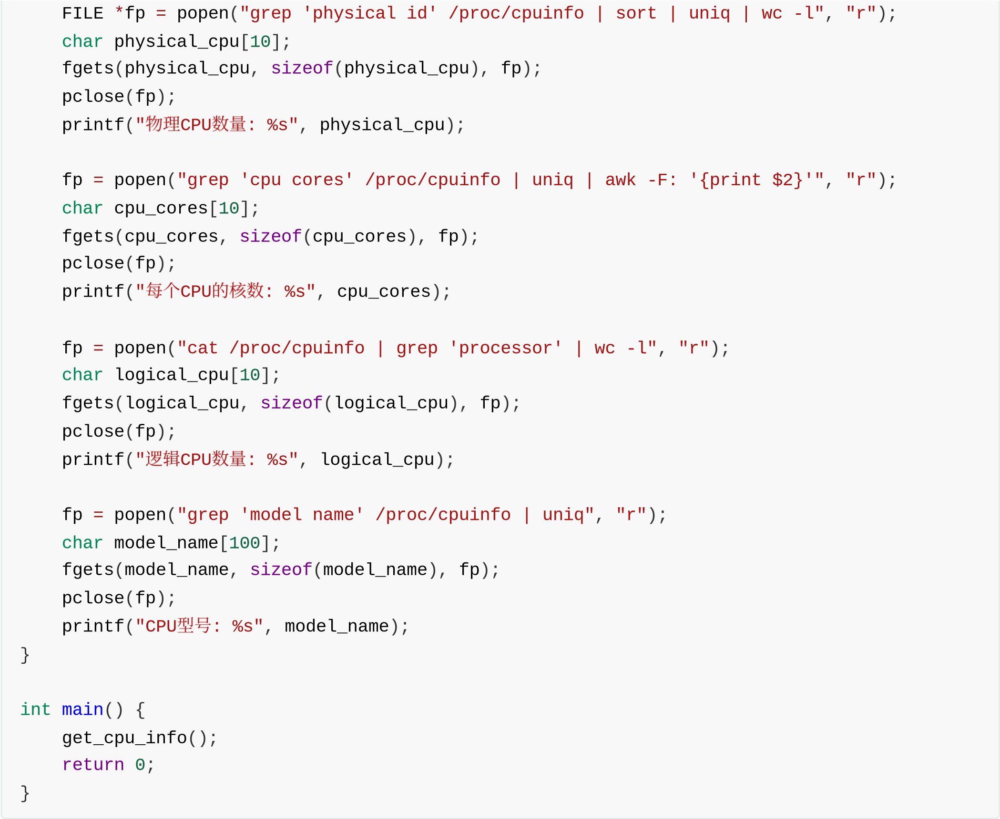 FILE *fp = popen("grep 'physical id' /proc/cpuinfo | sort | uniq | wc -l", "r");
char physical_cpu[10];
fgets(physical_cpu, sizeof(physical_cpu), fp);
pclose(fp);
printf("物理CPU数量: %s", physical_cpu);
fp = popen("grep 'cpu cores' /proc/cpuinfo | uniq | awk -F: '{print $2}'", "r");
char cpu_cores[10];
fgets(cpu_cores, sizeof(cpu_cores), fp);
pclose(fp);
printf("每个CPU的核数: %s", cpu_cores);
fp = popen("cat /proc/cpuinfo | grep 'processor' | wc -l", "r");
char logical_cpu[10];
fgets(logical_cpu, sizeof(logical_cpu), fp);
pclose(fp);
printf("逻辑CPU数量: %s", logical_cpu);
fp = popen("grep 'model name' /proc/cpuinfo | uniq", "r");
char model_name[100];
fgets(model_name, sizeof(model_name), fp);
pclose(fp);
printf("CPU型号: %s", model_name);
}
int main() {
get_cpu_info();
return 0;
}